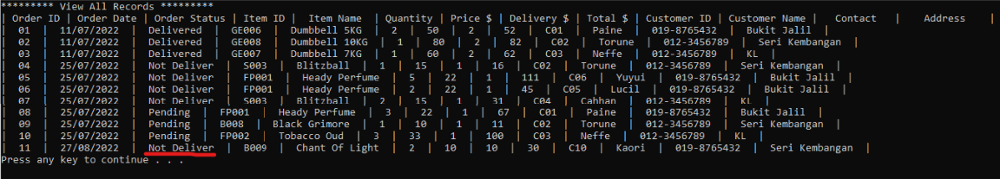 ********* View All Records *********
| Order ID | Order Date | Order Status | Item ID | Item Name | Quantity | Price $ | Delivery $ | Total $ | Customer ID | Customer Name | Contact | Address |
| 01 | 11/07/2022 | Delivered | GE006 | Dumbbell 5KG | 2 | 50 | 2 | 52 | C01 | Paine | 019-8765432 | Bukit Jalil |
| 02 | 11/07/2022 | Delivered | GE008 | Dumbbell 10KG | 1 | 80 | 2 | 82 | C02 | Torune | 012-3456789 | Seri Kembangan |
| 03 | 11/07/2022 | Delivered | GE007 | Dumbbell 7KG | 1 | 60 | 2 | 62 | C03 | Neffe | 012-3456789 | KL |
| 04 | 25/07/2022 | Not Deliver | S003 | Blitzball | 1 | 15 | 1 | 16 | C02 | Torune | 012-3456789 | Seri Kembangan |
| 05 | 25/07/2022 | Not Deliver | FP001 | Heady Perfume | 5 | 22 | 1 | 111 | C06 | Yuyui | 019-8765432 | Bukit Jalil |
| 06 | 25/07/2022 | Not Deliver | FP001 | Heady Perfume | 2 | 22 | 1 | 45 | C05 | Lucil | 019-8765432 | Bukit Jalil |
| 07 | 25/07/2022 | Not Deliver | S003 | Blitzball | 2 | 15 | 1 | 31 | C04 | Cahhan | 012-3456789 | KL |
| 08 | 25/07/2022 | Pending | FP001 | Heady Perfume | 3 | 22 | 1 | 67 | C01 | Paine | 019-8765432 | Bukit Jalil |
| 09 | 25/07/2022 | Pending | B008 | Black Grimore | 1 | 10 | 1 | 11 | C02 | Torune | 012-3456789 | Seri Kembangan |
| 10 | 25/07/2022 | Pending | FP002 | Tobacco Oud | 3 | 33 | 1 | 100 | C03 | Neffe | 012-3456789 | KL |
| 11 | 27/08/2022 | Not Deliver | B009 | Chant Of Light | 2 | 10 | 10 | 30 | C10 | Kaori | 019-8765432 | Seri Kembangan |
Press any key to continue . . .